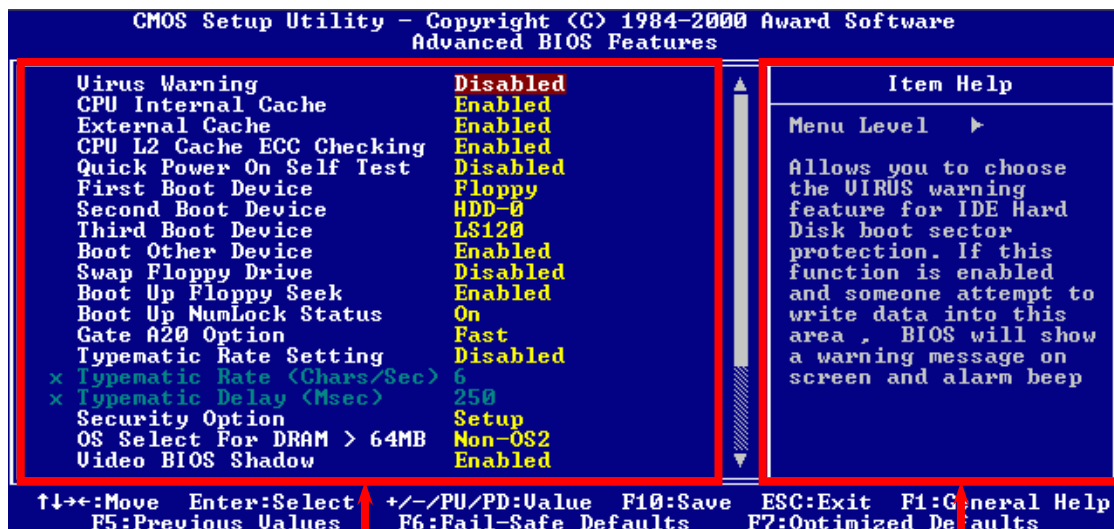 CMOS Setup Utility – Copyright (C) 1984–2000 Award Software
Advanced BIOS Features
Virus Warning Disabled
CPU Internal Cache Enabled
External Cache Enabled
CPU L2 Cache ECC Checking Enabled
Quick Power On Self Test Disabled
First Boot Device Floppy
Second Boot Device HDD-0
Third Boot Device LS120
Boot Other Device Enabled
Swap Floppy Drive Disabled
Boot Up Floppy Seek Enabled
Boot Up NumLock Status On
Gate A20 Option Fast
Typematic Rate Setting Disabled
x Typematic Rate (Chars/Sec) 6
x Typematic Delay (Msec) 250
Security Option Setup
OS Select For DRAM > 64MB Non-OS2
Video BIOS Shadow Enabled
Item Help
Menu Level ►
Allows you to choose
the VIRUS warning
feature for IDE Hard
Disk boot sector
protection. If this
function is enabled
and someone attempt to
write data into this
area , BIOS will show
a warning message on
screen and alarm beep
↑↓→←:Move Enter:Select +/-/PU/PD:Value F10:Save ESC:Exit F1:General Help
F5:Previous Values F6:Fail-Safe Defaults F7:Optimized Defaults